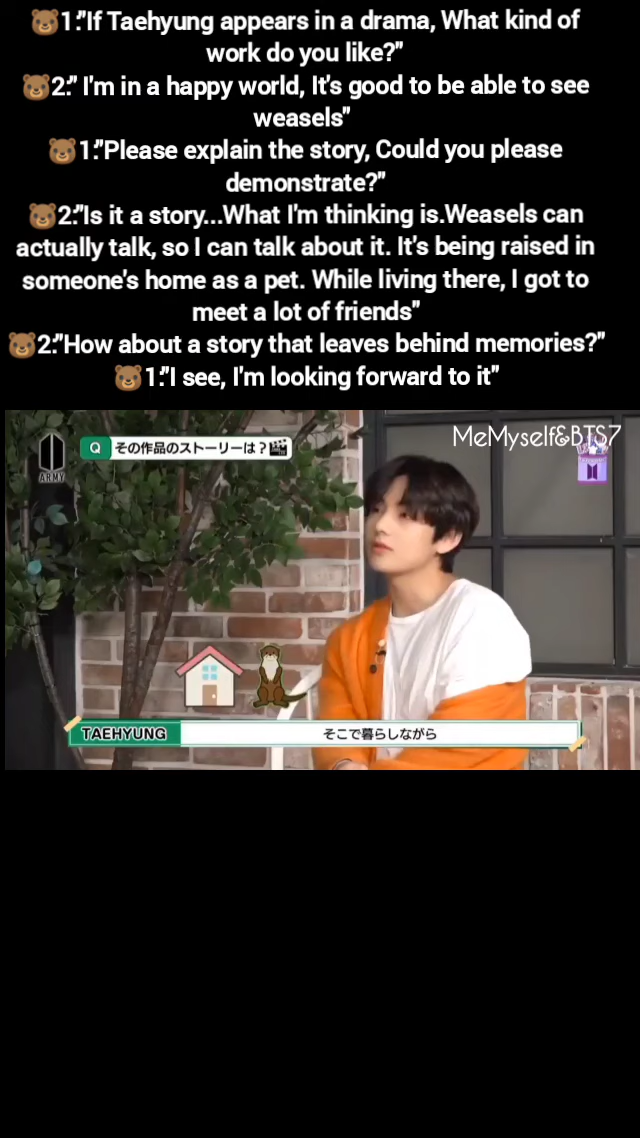 🐻1:"If Taehyung appears in a drama, What kind of
work do you like?"
🐻2:" I'm in a happy world, It's good to be able to see
weasels"
🐻1:"Please explain the story, Could you please
demonstrate?"
🐻2:"Is it a story...What I'm thinking is.Weasels can
actually talk, so I can talk about it. It's being raised in
someone's home as a pet. While living there, I got to
meet a lot of friends"
🐻2:"How about a story that leaves behind memories?"
🐻1:"I see, I'm looking forward to it"
MeMyself&BTS7
Q その作品のストーリーは？🎬
ARMY
TAEHYUNG そこで暮らしながら